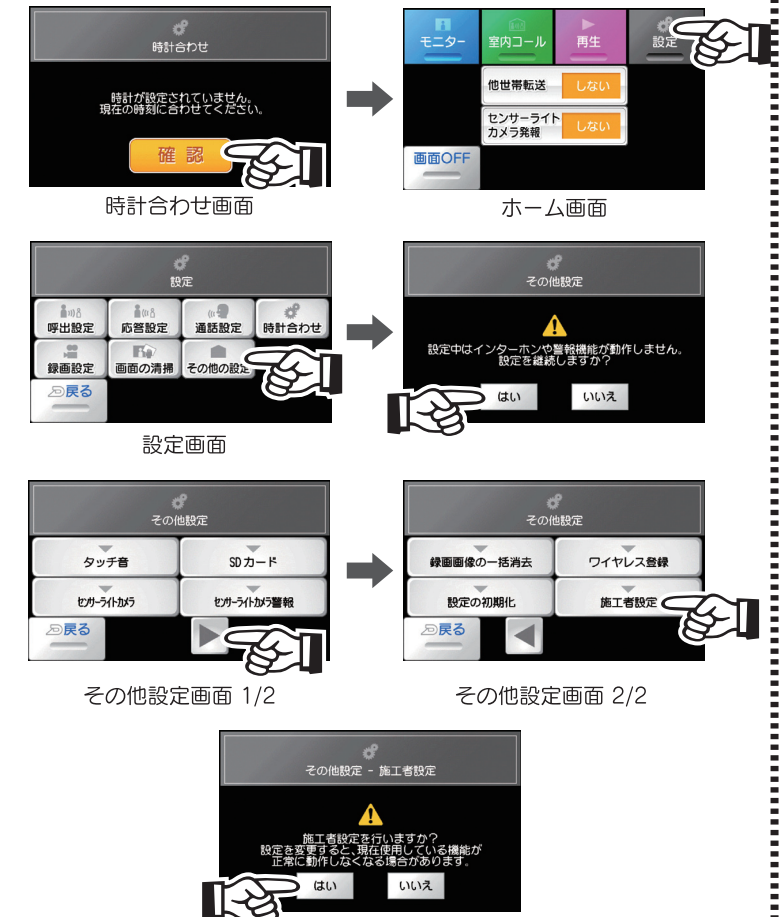 時計合わせ
時計が設定されていません。
現在の時刻に合わせてください。
確認
時計合わせ画面
モニター
室内コール
再生
設定
他世帯転送
しない
センサーライト
カメラ発報
しない
画面OFF
ホーム画面
設定
呼出設定
応答設定
通話設定
時計合わせ
録画設定
画面の清掃
その他の設定
戻る
設定画面
その他設定
設定中はインターホンや警報機能が動作しません。
設定を継続しますか?
はい
いいえ
その他設定
タッチ音
SDカード
センサーライトカメラ
センサーライトカメラ警報
戻る
その他設定画面 1/2
その他設定
録画画像の一括消去
ワイヤレス登録
設定の初期化
施工者設定
戻る
その他設定画面 2/2
その他設定 - 施工者設定
施工者設定を行いますか?
設定を変更すると、現在使用している機能が
正常に動作しなくなる場合があります。
はい
いいえ